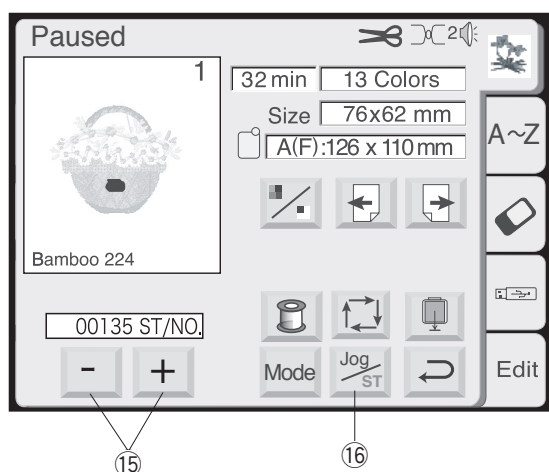 Paused
2
1
32 min 13 Colors
Size 76x62 mm
A(F):126 x 110 mm
A~Z
Bamboo 224
00135 ST/NO.
- +
Mode Jog/ST Edit
⑮ ⑯